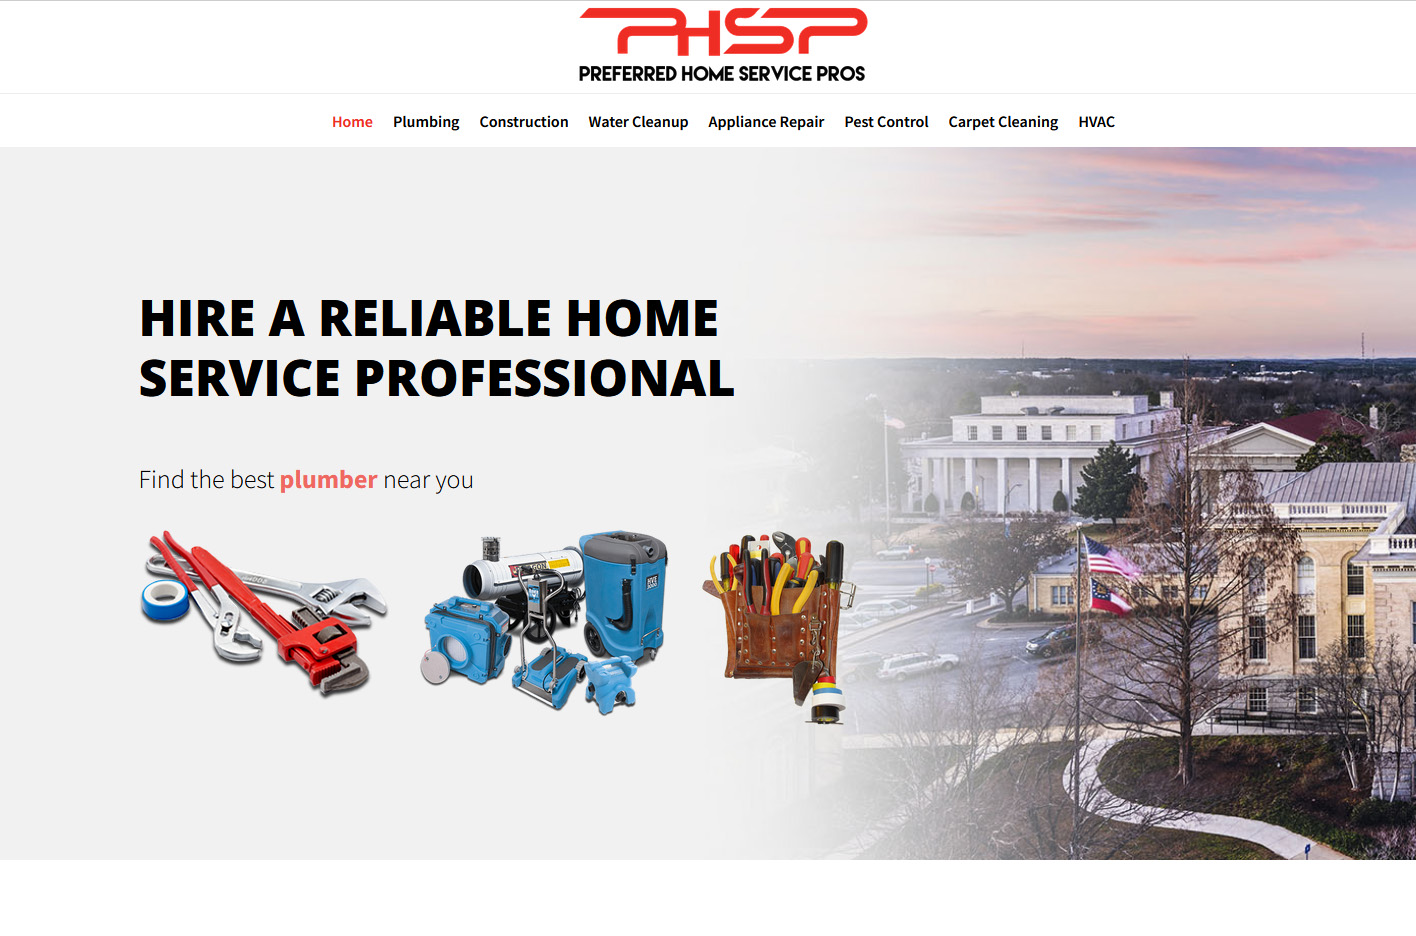 PHSP
PREFERRED HOME SERVICE PROS
Home Plumbing Construction Water Cleanup Appliance Repair Pest Control Carpet Cleaning HVAC
HIRE A RELIABLE HOME
SERVICE PROFESSIONAL
Find the best plumber near you